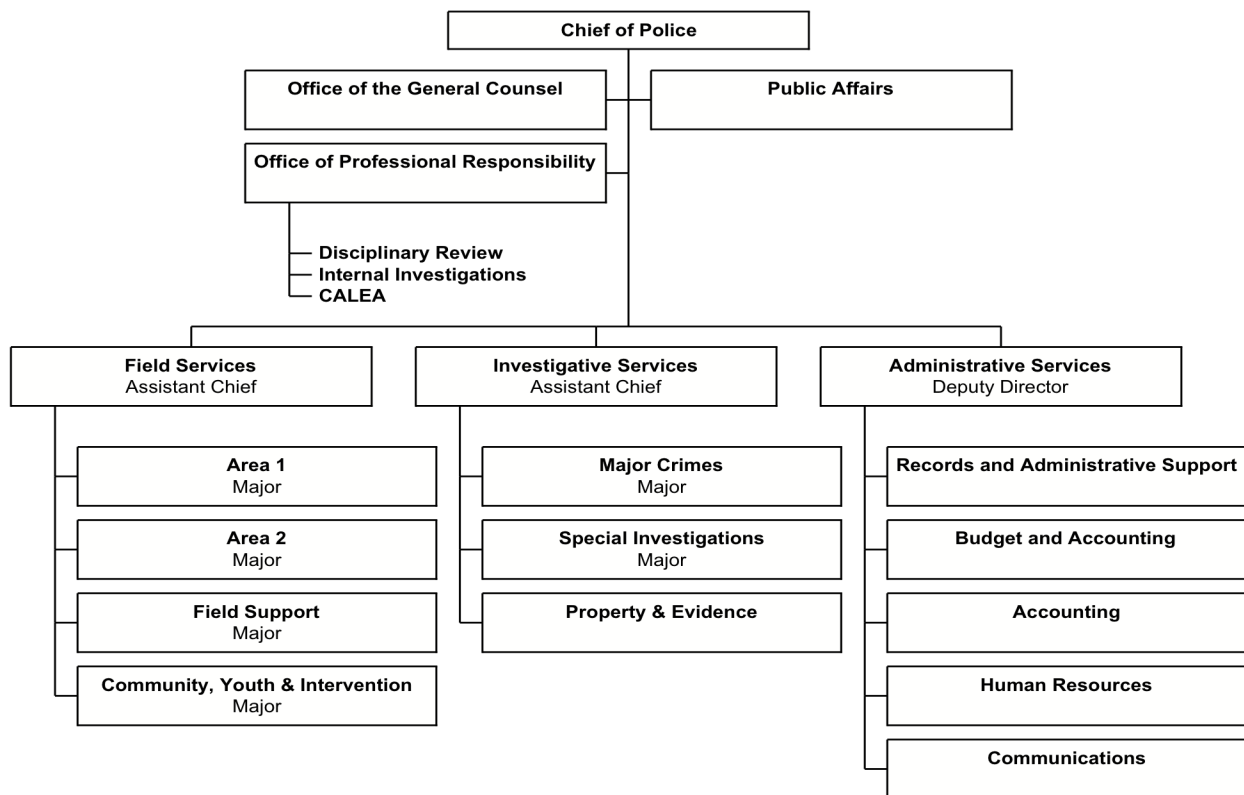 Chief of Police
Office of the General Counsel
Public Affairs
Office of Professional Responsibility
Disciplinary Review
Internal Investigations
CALEA
Field Services
Assistant Chief
Investigative Services
Assistant Chief
Administrative Services
Deputy Director
Area 1
Major
Area 2
Major
Field Support
Major
Community, Youth & Intervention
Major
Major Crimes
Major
Special Investigations
Major
Property & Evidence
Records and Administrative Support
Budget and Accounting
Accounting
Human Resources
Communications